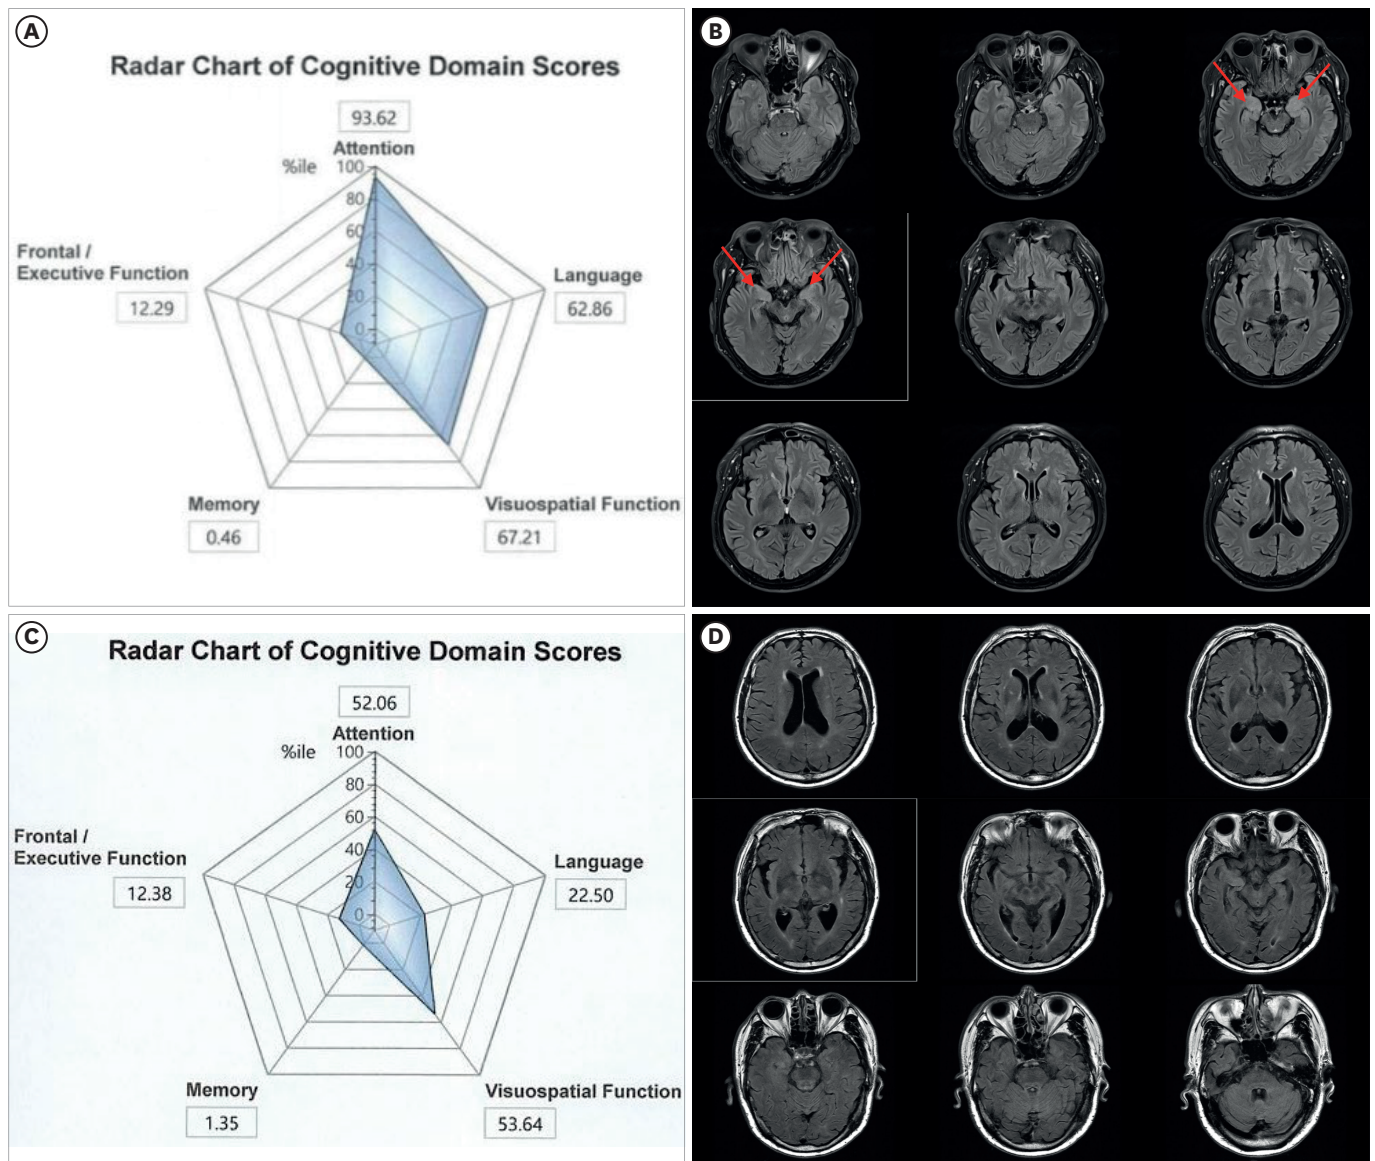 A
Radar Chart of Cognitive Domain Scores
93.62
Attention
%ile
100
80
60
40
20
0
Frontal /
Executive Function
12.29
Language
62.86
Memory
0.46
Visuospatial Function
67.21
B
C
Radar Chart of Cognitive Domain Scores
52.06
Attention
%ile
100
80
60
40
20
0
Frontal /
Executive Function
12.38
Language
22.50
Memory
1.35
Visuospatial Function
53.64
D